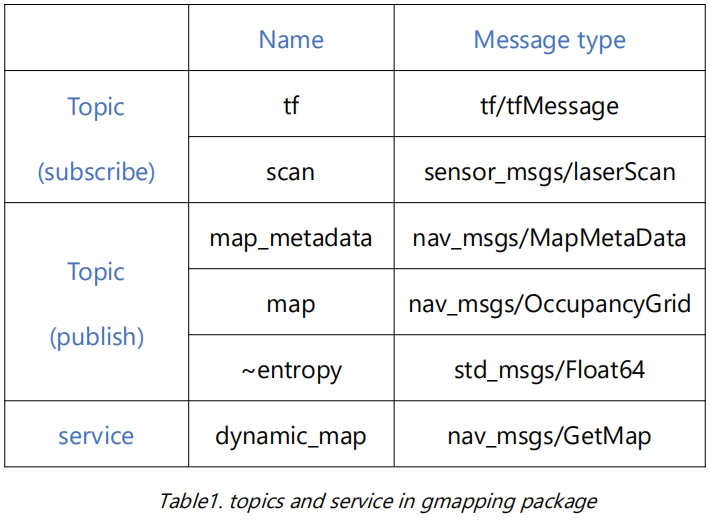 Name Message type
Topic
(subscribe)
tf tf/tfMessage
scan sensor_msgs/laserScan
Topic
(publish)
map_metadata nav_msgs/MapMetaData
map nav_msgs/OccupancyGrid
~entropy std_msgs/Float64
service dynamic_map nav_msgs/GetMap
Table1. topics and service in gmapping package